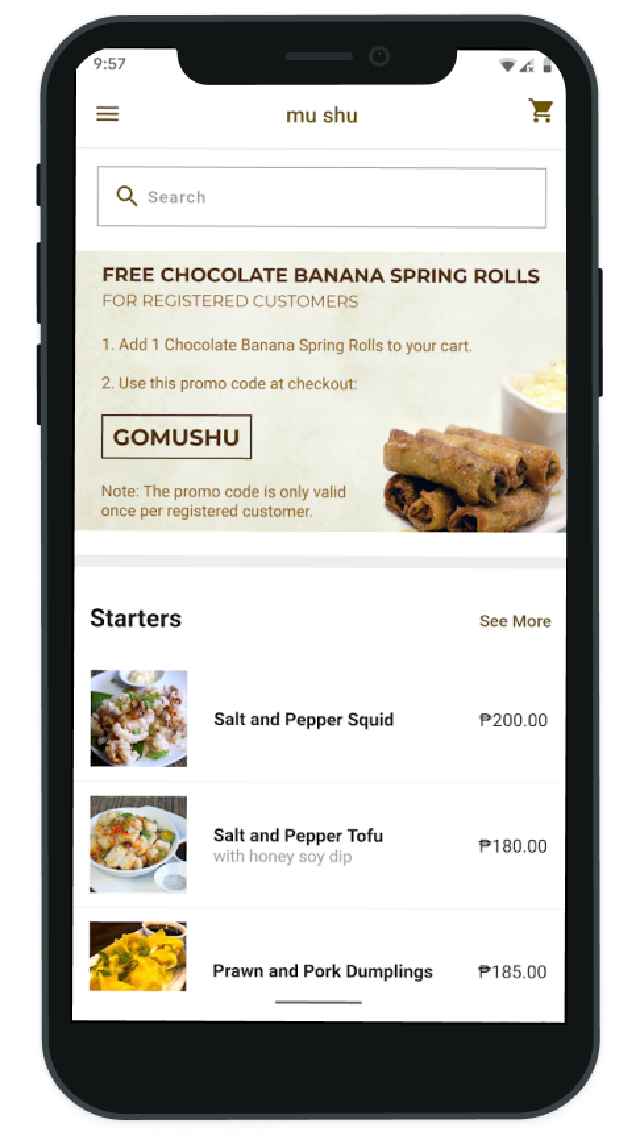 9:57
mu shu
Search
FREE CHOCOLATE BANANA SPRING ROLLS
FOR REGISTERED CUSTOMERS
1. Add 1 Chocolate Banana Spring Rolls to your cart.
2. Use this promo code at checkout:
GOMUSHU
Note: The promo code is only valid
once per registered customer.
Starters See More
Salt and Pepper Squid ₱200.00
Salt and Pepper Tofu ₱180.00
with honey soy dip
Prawn and Pork Dumplings ₱185.00